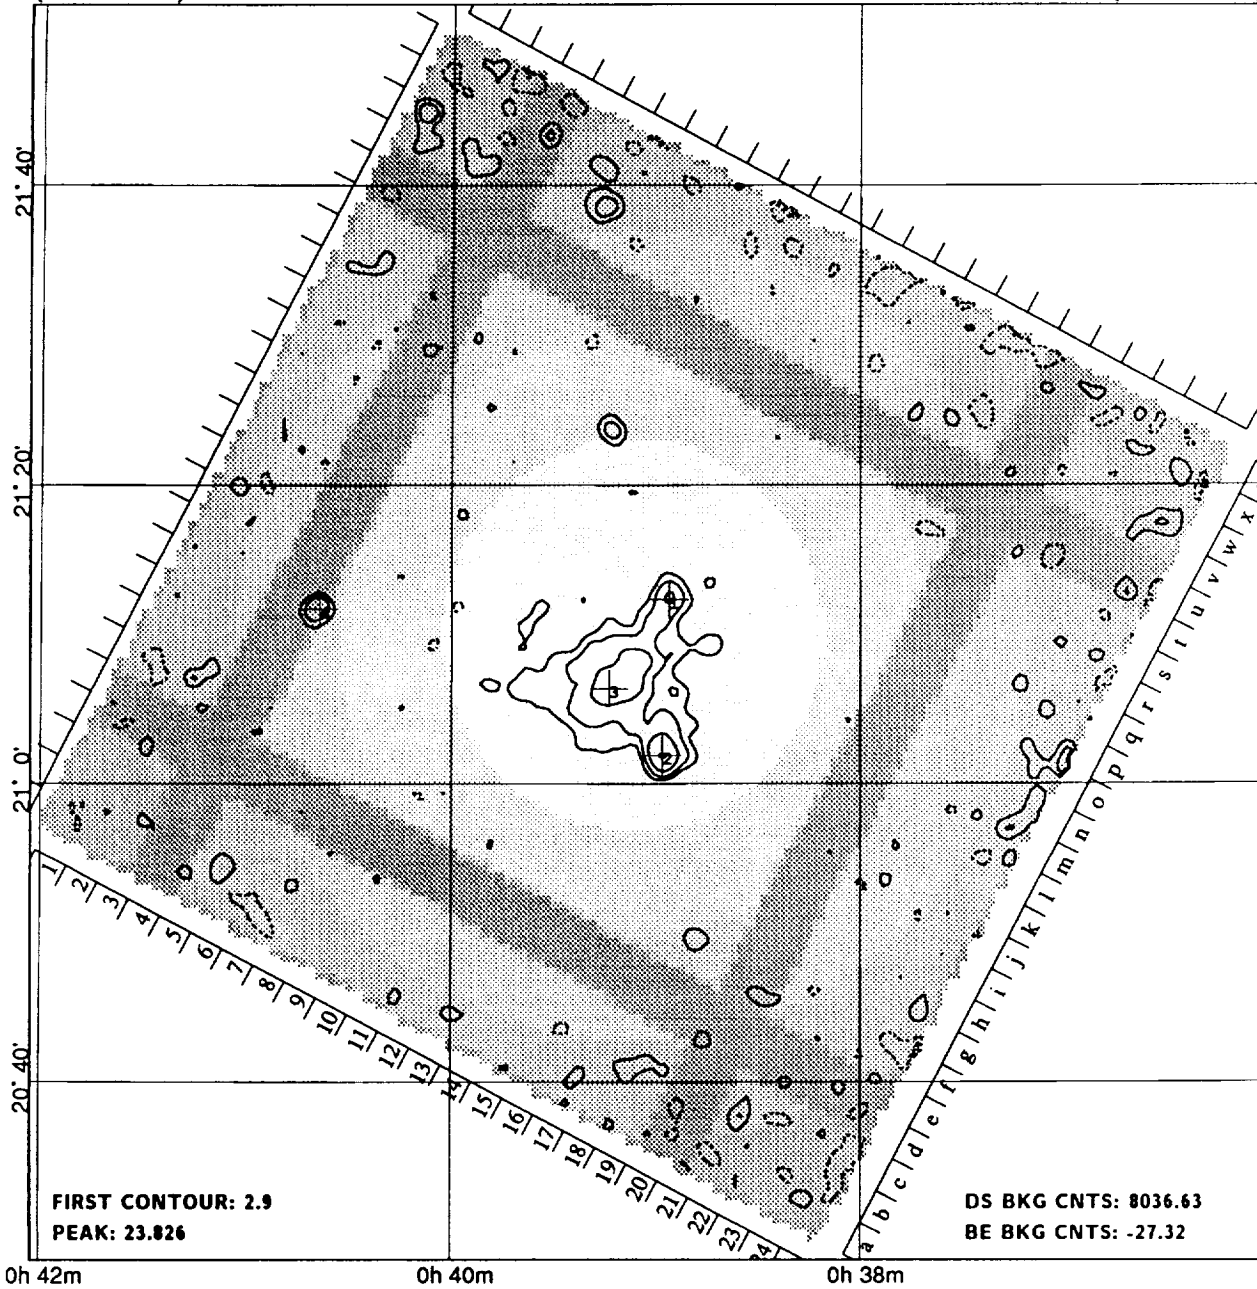 21° 40'
21° 20'
21° 0'
20° 40'
3
2
1 2 3 4 5 6 7 8 9 10 11 12 13 14 15 16 17 18 19 20 21 22 23 24
a b c d e f g h i j k l m n o p q r s t u v w x
FIRST CONTOUR: 2.9
PEAK: 23.826
DS BKG CNTS: 8036.63
BE BKG CNTS: -27.32
0h 42m 0h 40m 0h 38m